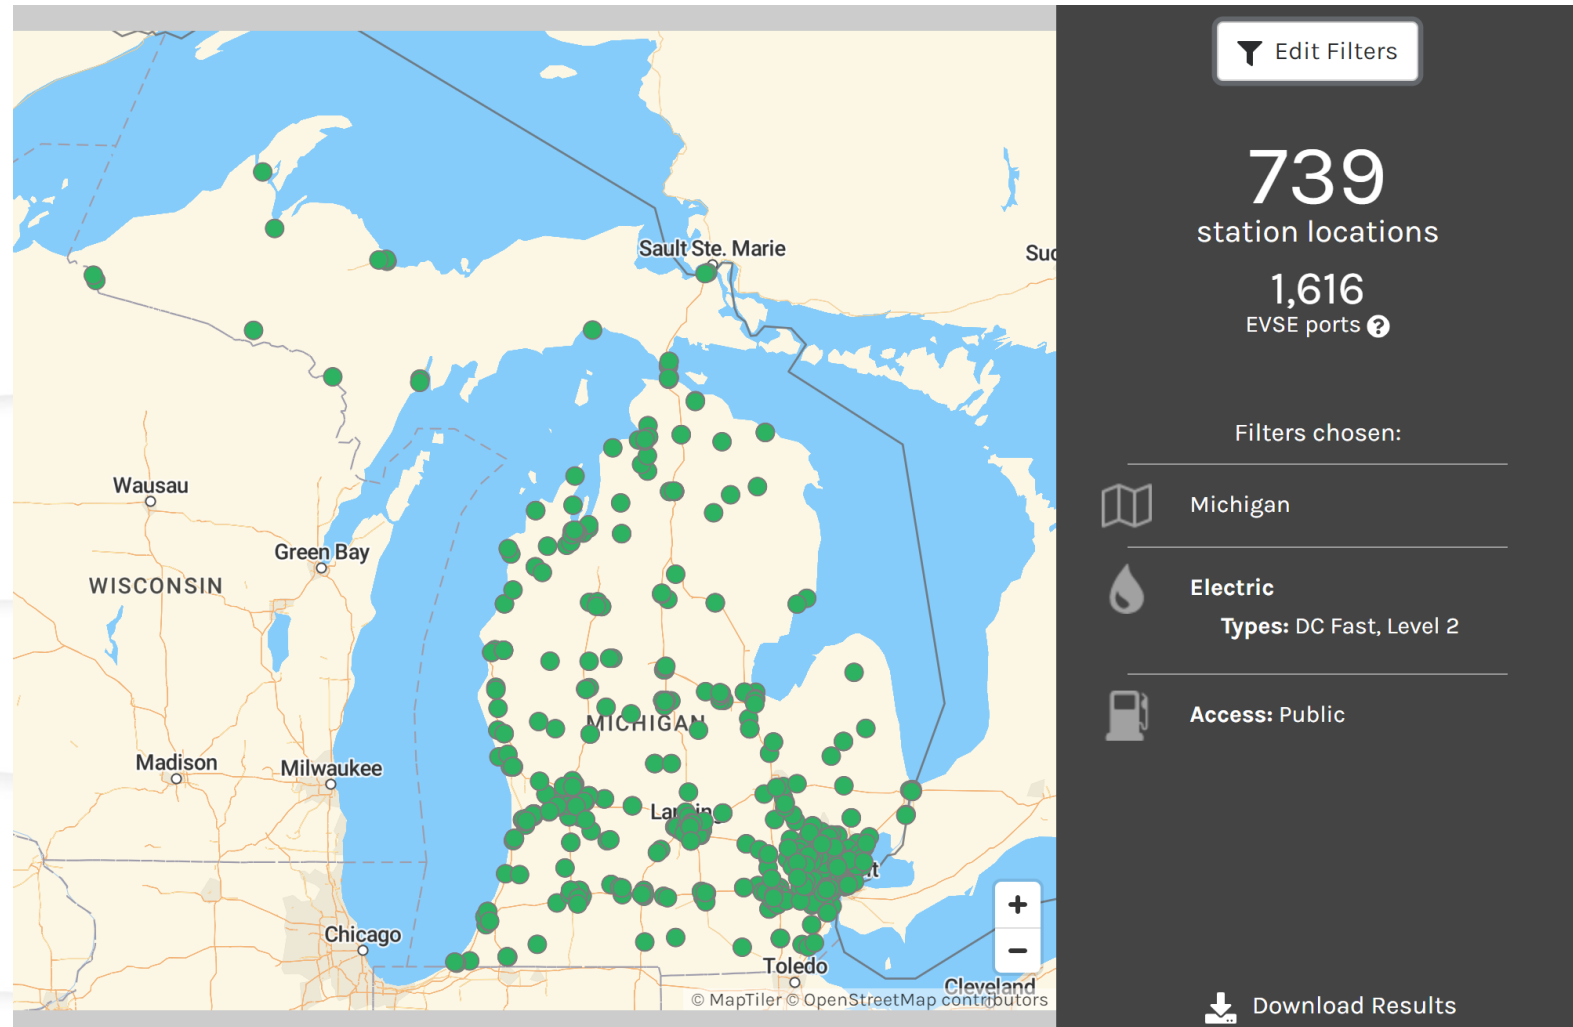 Edit Filters
739
station locations
1,616
EVSE ports ?
Filters chosen:
Michigan
Electric
Types: DC Fast, Level 2
Access: Public
Download Results
Sault Ste. Marie
Wausau
Green Bay
WISCONSIN
MICHIGAN
Madison
Milwaukee
Chicago
Toledo
Cleveland
+
−
© MapTiler © OpenStreetMap contributors